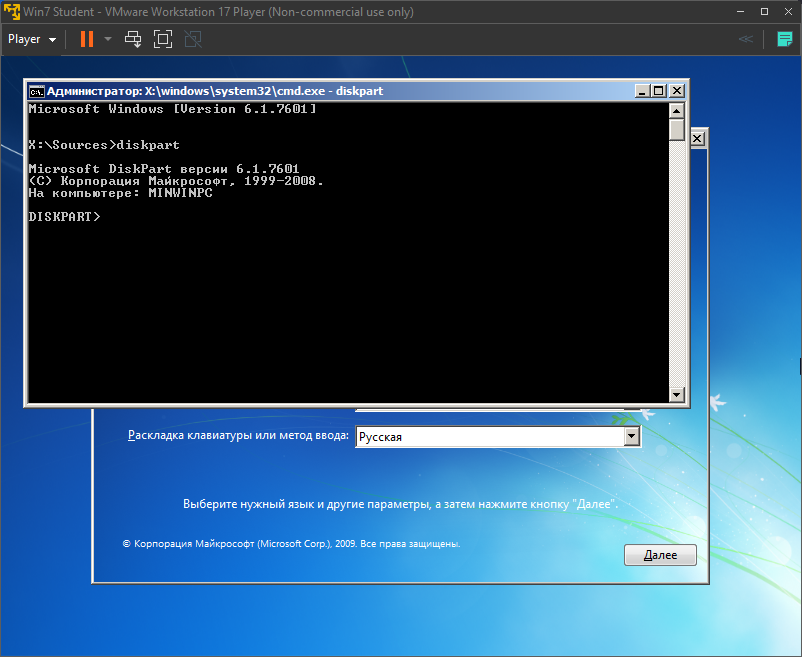 Win7 Student - VMware Workstation 17 Player (Non-commercial use only)
Player
Администратор: X:\windows\system32\cmd.exe - diskpart
Microsoft Windows [Version 6.1.7601]
X:\Sources>diskpart
Microsoft DiskPart версии 6.1.7601
(C) Корпорация Майкрософт, 1999-2008.
На компьютере: MINWINPC
DISKPART>
Раскладка клавиатуры или метод ввода: Русская
Выберите нужный язык и другие параметры, а затем нажмите кнопку "Далее".
© Корпорация Майкрософт (Microsoft Corp.), 2009. Все права защищены.
Далее